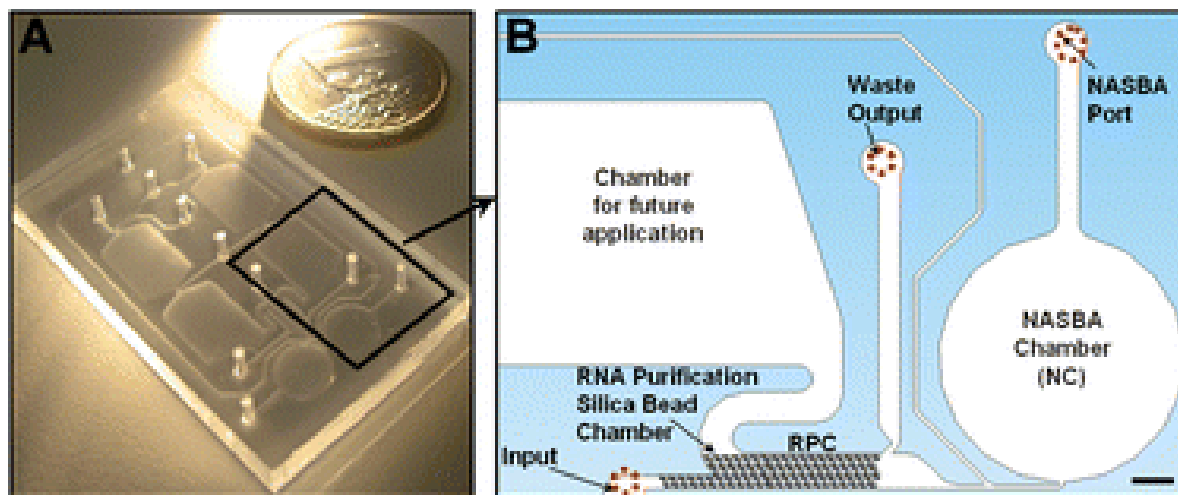 A
B
Waste
Output
NASBA
Port
Chamber
for future
application
NASBA
Chamber
(NC)
RNA Purification
Silica Bead
Chamber
RPC
Input